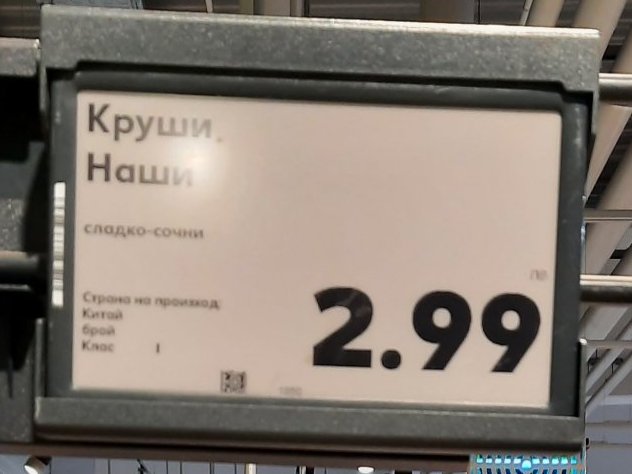 Круши
Наши
сладко-сочни
лв
Страна на произход:
Китай
брой
Клас I
2.99